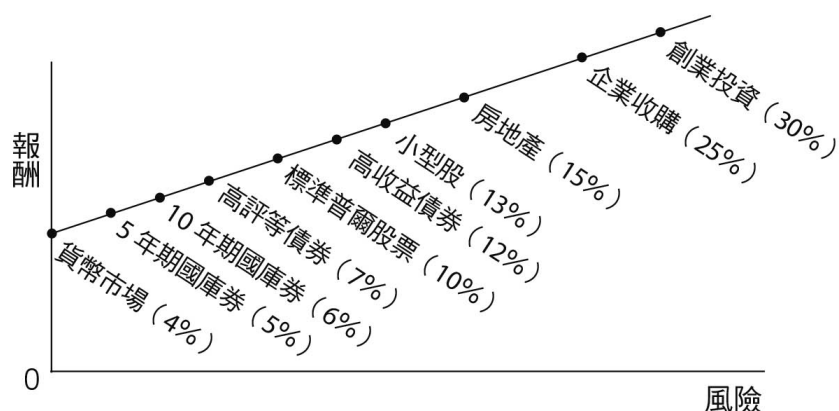 報酬
貨幣市場（4%）
5 年期國庫券（5%）
10 年期國庫券（6%）
高評等債券（7%）
標準普爾股票（10%）
高收益債券（12%）
小型股（13%）
房地產（15%）
企業收購（25%）
創業投資（30%）
0
風險